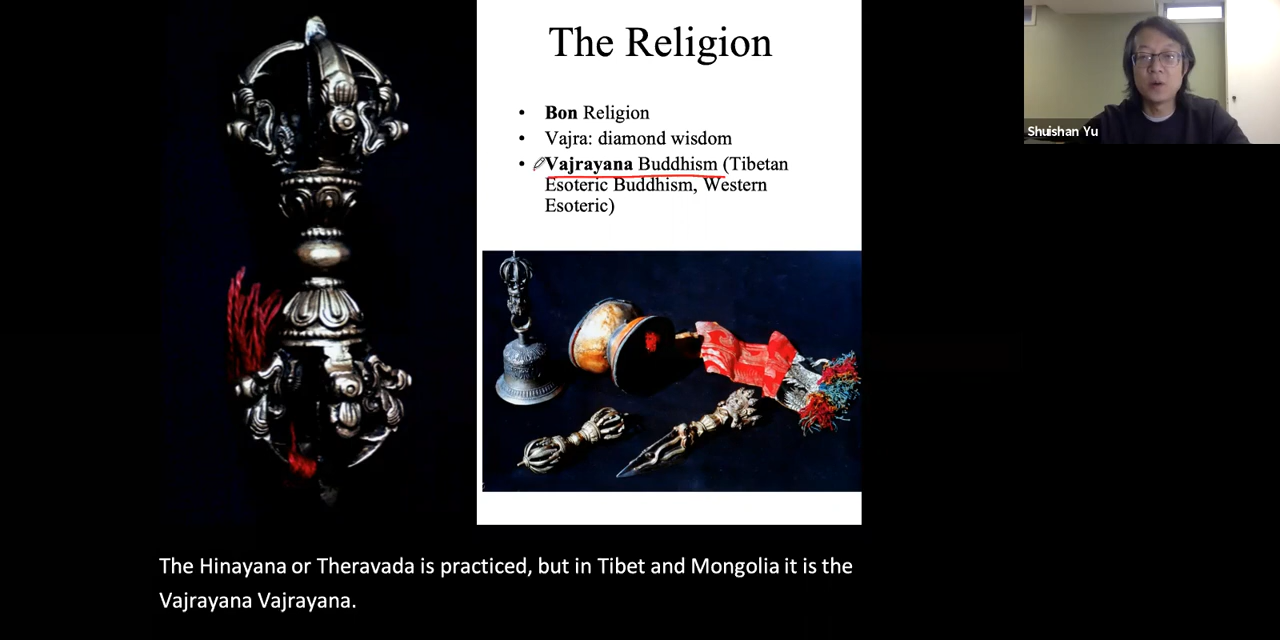 The Religion
• Bon Religion
• Vajra: diamond wisdom
• Vajrayana Buddhism (Tibetan
Esoteric Buddhism, Western
Esoteric)
Shuishan Yu
The Hinayana or Theravada is practiced, but in Tibet and Mongolia it is the
Vajrayana Vajrayana.